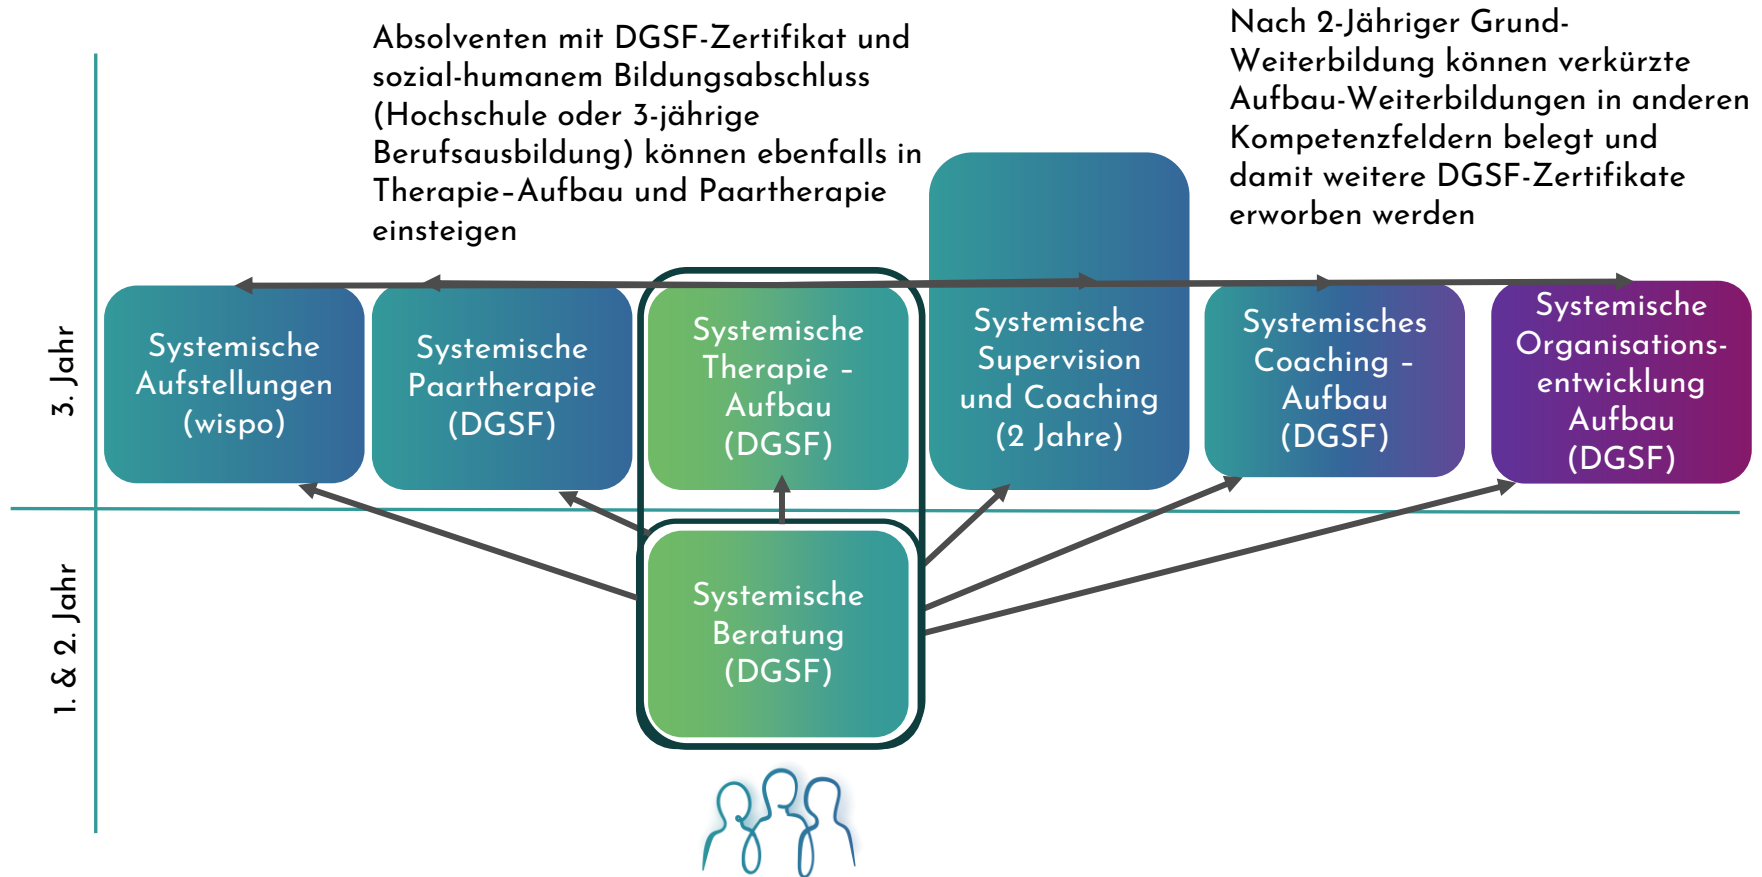 Absolventen mit DGSF-Zertifikat und
sozial-humanem Bildungsabschluss
(Hochschule oder 3-jährige
Berufsausbildung) können ebenfalls in
Therapie–Aufbau und Paartherapie
einsteigen
Nach 2-Jähriger Grund-
Weiterbildung können verkürzte
Aufbau-Weiterbildungen in anderen
Kompetenzfeldern belegt und
damit weitere DGSF-Zertifikate
erworben werden
3. Jahr
Systemische
Aufstellungen
(wispo)
Systemische
Paartherapie
(DGSF)
Systemische
Therapie –
Aufbau
(DGSF)
Systemische
Supervision
und Coaching
(2 Jahre)
Systemisches
Coaching –
Aufbau
(DGSF)
Systemische
Organisations-
entwicklung
Aufbau
(DGSF)
1. & 2. Jahr
Systemische
Beratung
(DGSF)